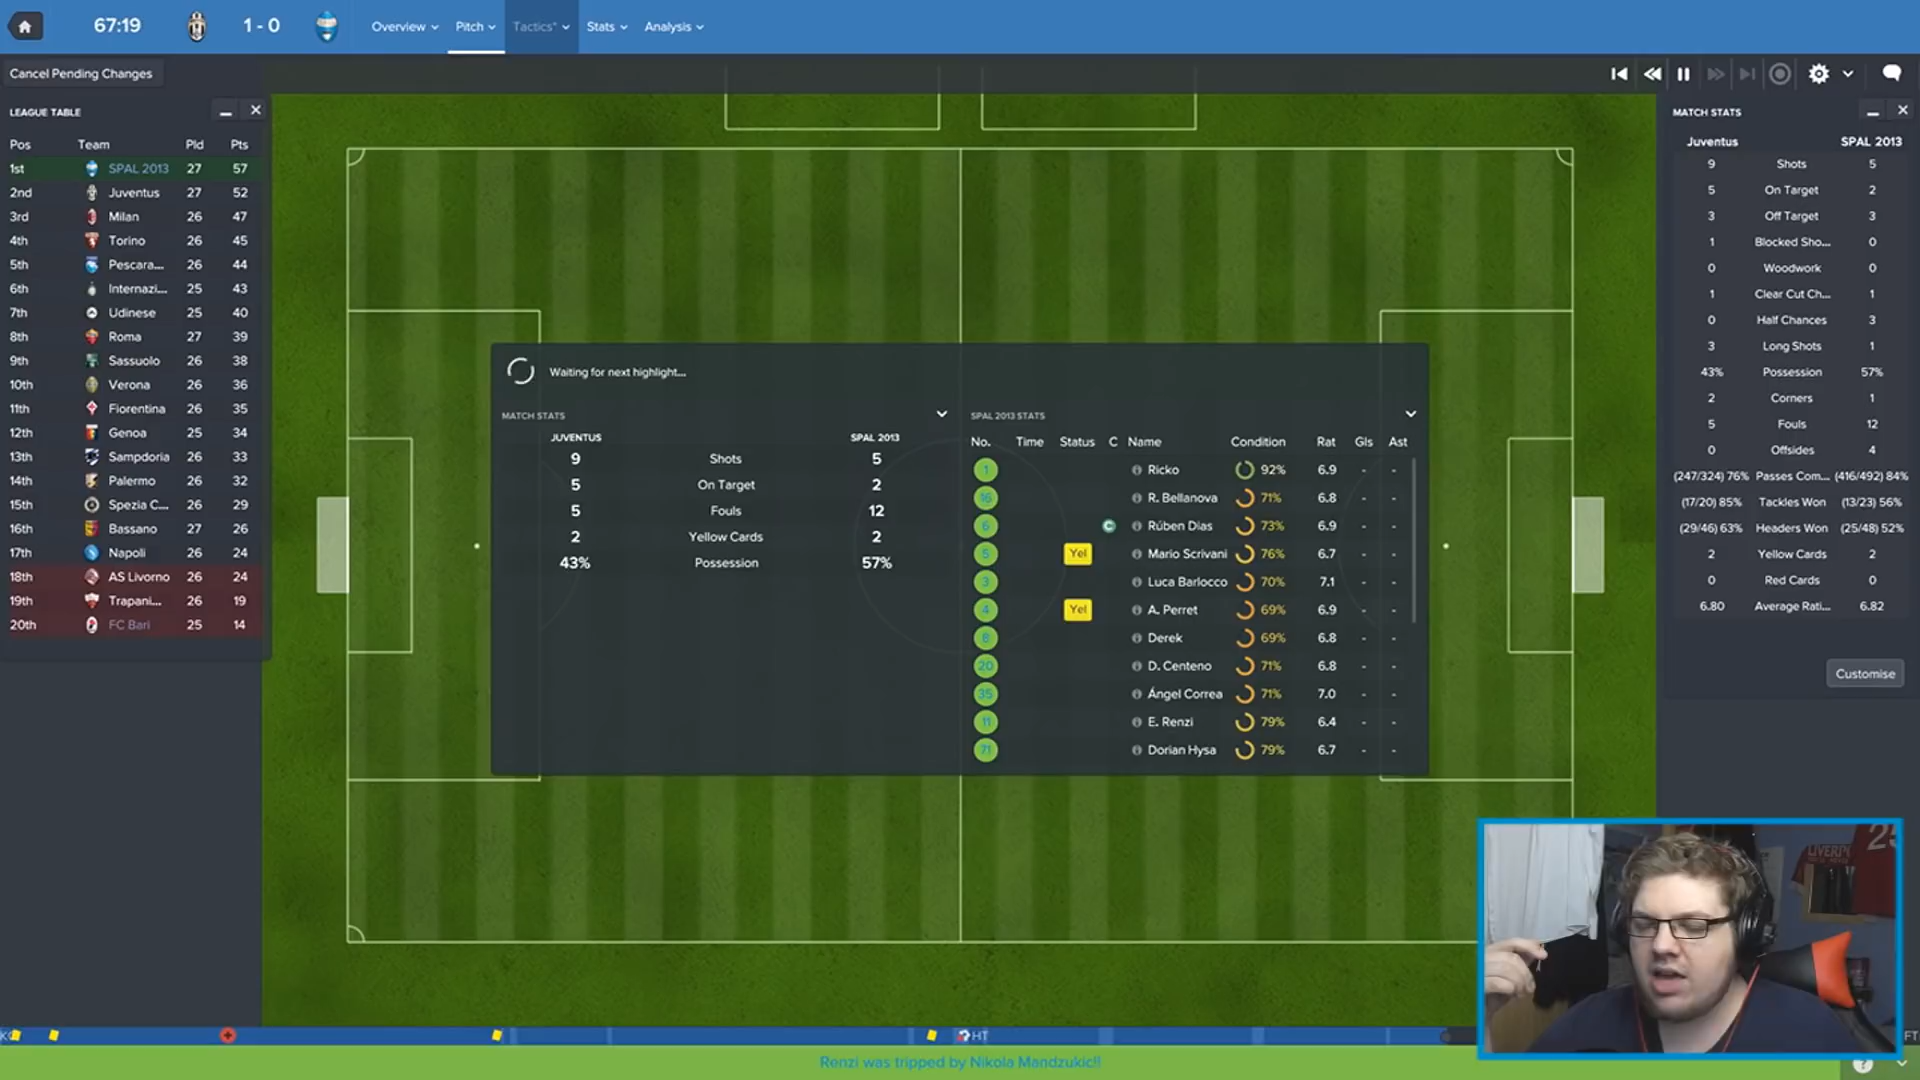 67:19
1 - 0
Overview
Pitch
Tactics*
Stats
Analysis
Cancel Pending Changes
LEAGUE TABLE
Pos Team Pld Pts
1st SPAL 2013 27 57
2nd Juventus 27 52
3rd Milan 26 47
4th Torino 26 45
5th Pescara... 26 44
6th Internazi... 25 43
7th Udinese 25 40
8th Roma 27 39
9th Sassuolo 26 38
10th Verona 26 36
11th Fiorentina 26 35
12th Genoa 25 34
13th Sampdoria 26 33
14th Palermo 26 32
15th Spezia C... 26 29
16th Bassano 27 26
17th Napoli 26 24
18th AS Livorno 26 24
19th Trapani... 26 19
20th FC Bari 25 14
Waiting for next highlight...
MATCH STATS
JUVENTUS SPAL 2013
9 Shots 5
5 On Target 2
5 Fouls 12
2 Yellow Cards 2
43% Possession 57%
SPAL 2013 STATS
No. Time Status C Name Condition Rat Gls Ast
1 Ricko 92% 6.9 - -
16 R. Bellanova 71% 6.8 - -
6 C Rúben Dias 73% 6.9 - -
5 Yel Mario Scrivani 76% 6.7 - -
3 Luca Barlocco 70% 7.1 - -
4 Yel A. Perret 69% 6.9 - -
8 Derek 69% 6.8 - -
20 D. Centeno 71% 6.8 - -
35 Ángel Correa 71% 7.0 - -
11 E. Renzi 79% 6.4 - -
71 Dorian Hysa 79% 6.7 - -
MATCH STATS
Juventus SPAL 2013
9 Shots 5
5 On Target 2
3 Off Target 3
1 Blocked Sho... 0
0 Woodwork 0
1 Clear Cut Ch... 1
0 Half Chances 3
3 Long Shots 1
43% Possession 57%
2 Corners 1
5 Fouls 12
0 Offsides 4
(247/324) 76% Passes Com... (416/492) 84%
(17/20) 85% Tackles Won (13/23) 56%
(29/46) 63% Headers Won (25/48) 52%
2 Yellow Cards 2
0 Red Cards 0
6.80 Average Rati... 6.82
Customise
HT
FT
Renzi was tripped by Nikola Mandzukic!!
?